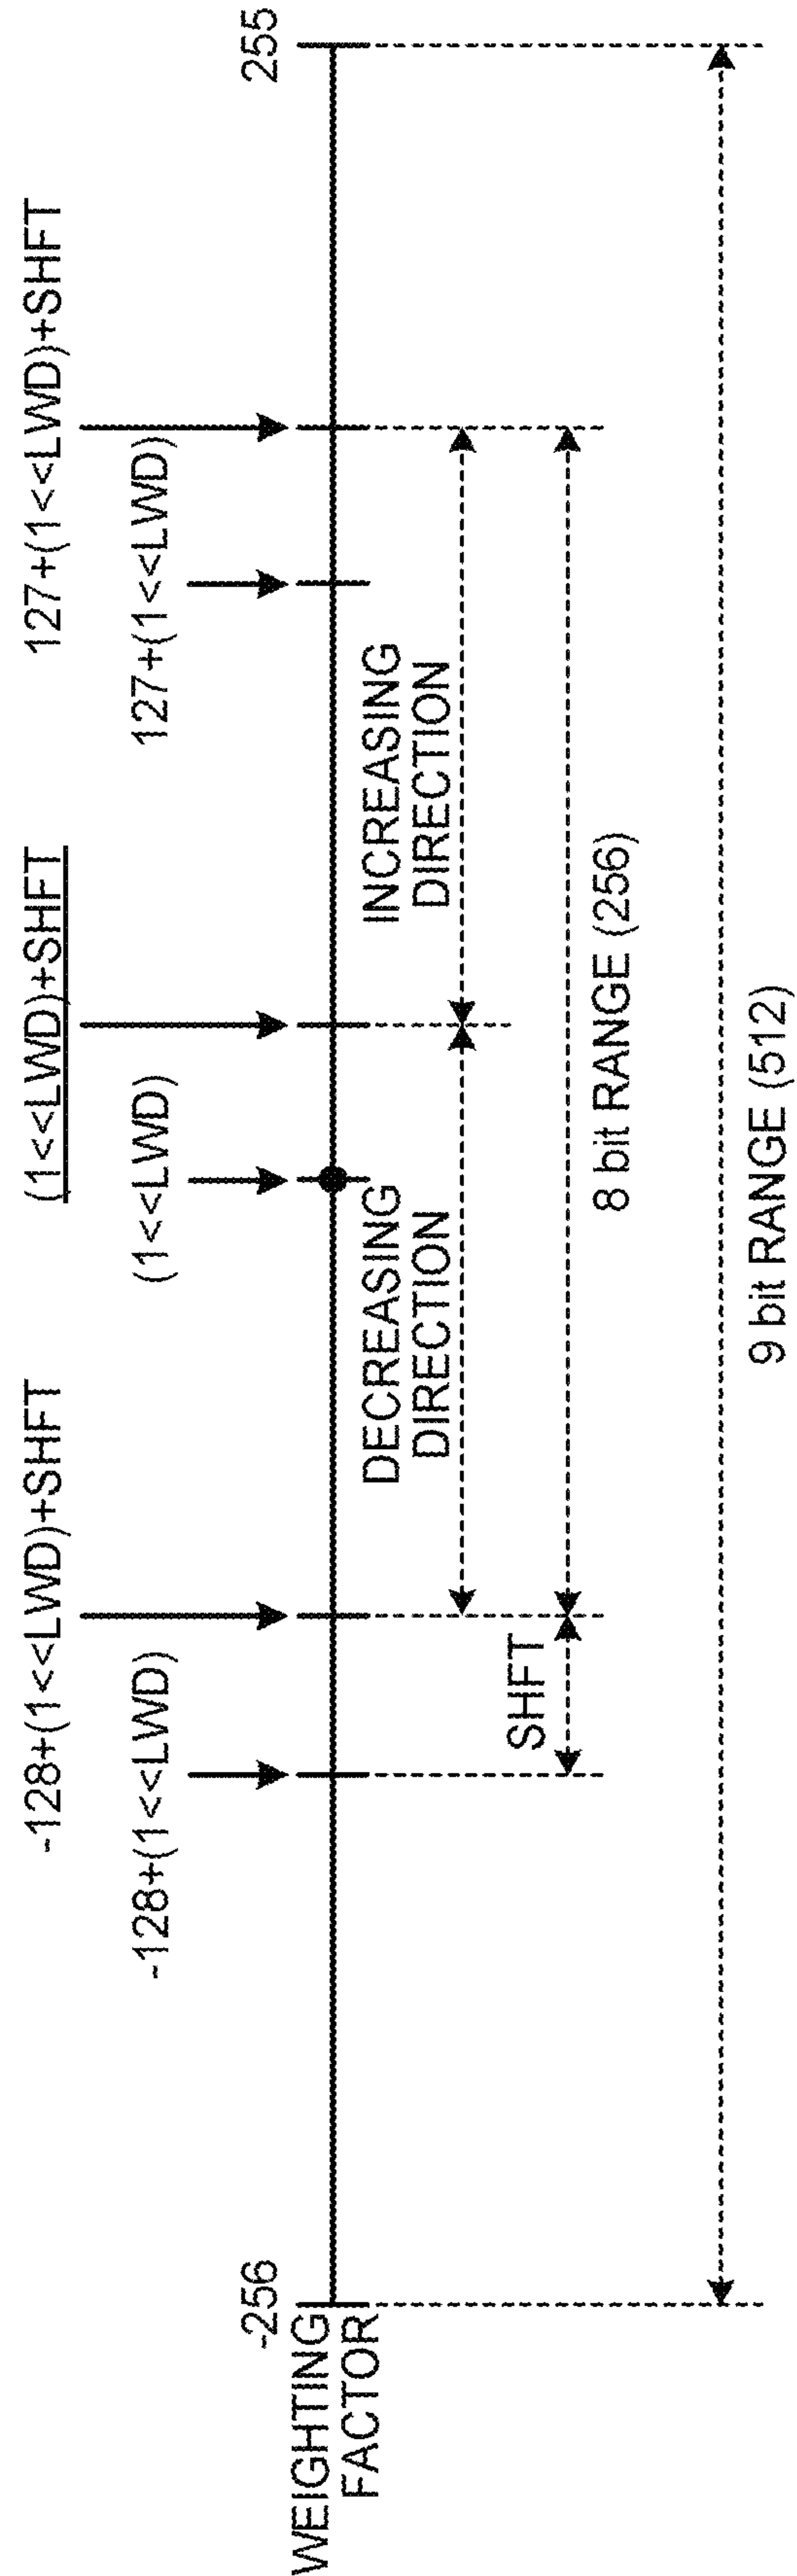 -128+(1<<LWD)+SHFT
(1<<LWD)+SHFT
127+(1<<LWD)+SHFT
-128+(1<<LWD)
(1<<LWD)
127+(1<<LWD)
-256
255
WEIGHTING
FACTOR
DECREASING
DIRECTION
INCREASING
DIRECTION
SHFT
8 bit RANGE (256)
9 bit RANGE (512)